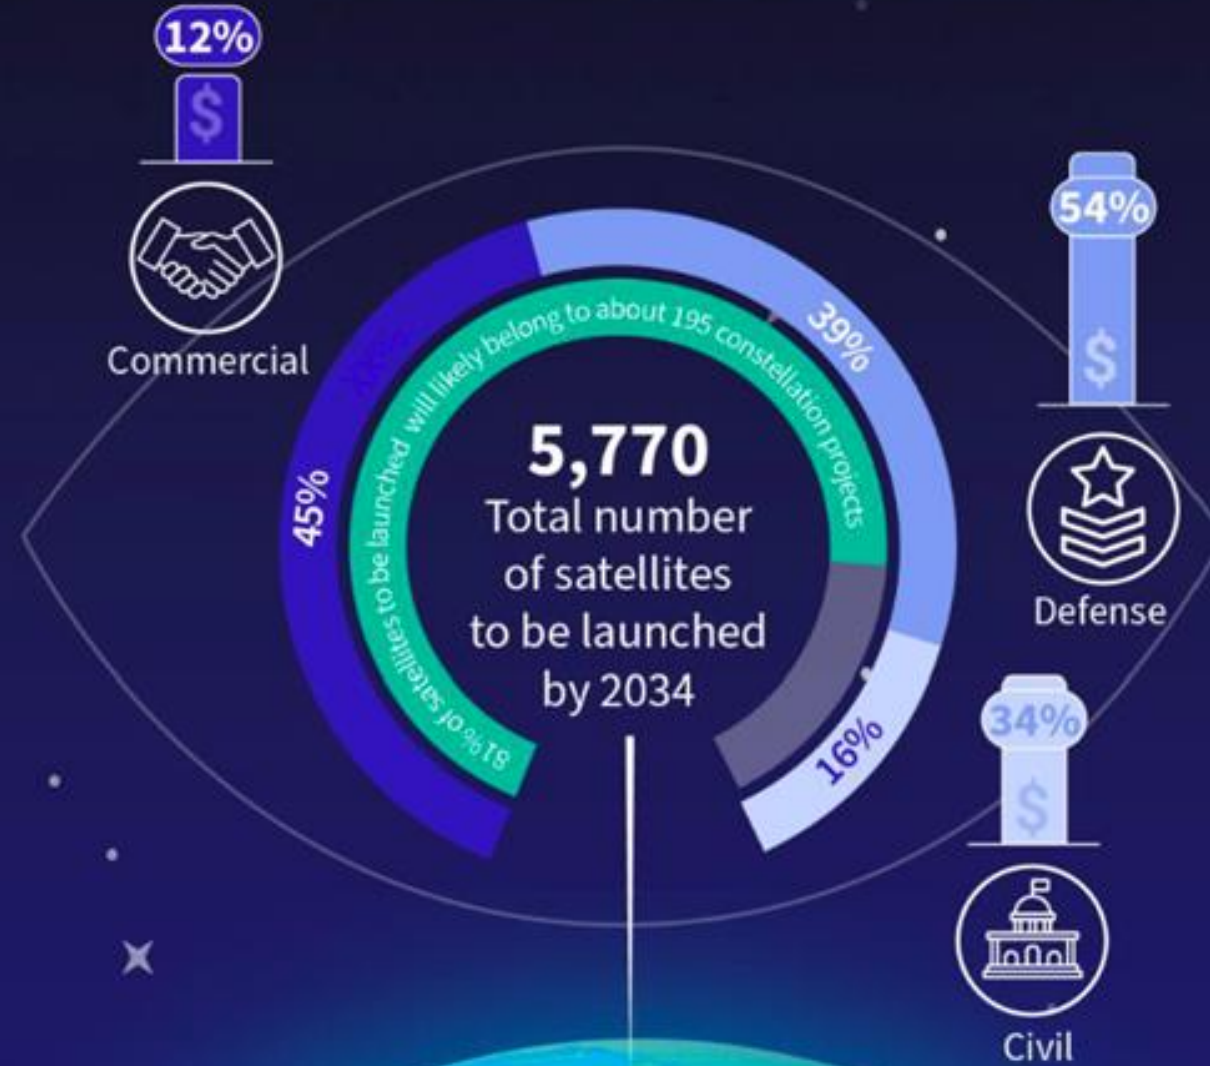 12%
$
Commercial
54%
$
Defense
34%
$
Civil
45%
39%
16%
81% of satellites to be launched will likely belong to about 195 constellation projects
5,770
Total number
of satellites
to be launched
by 2034